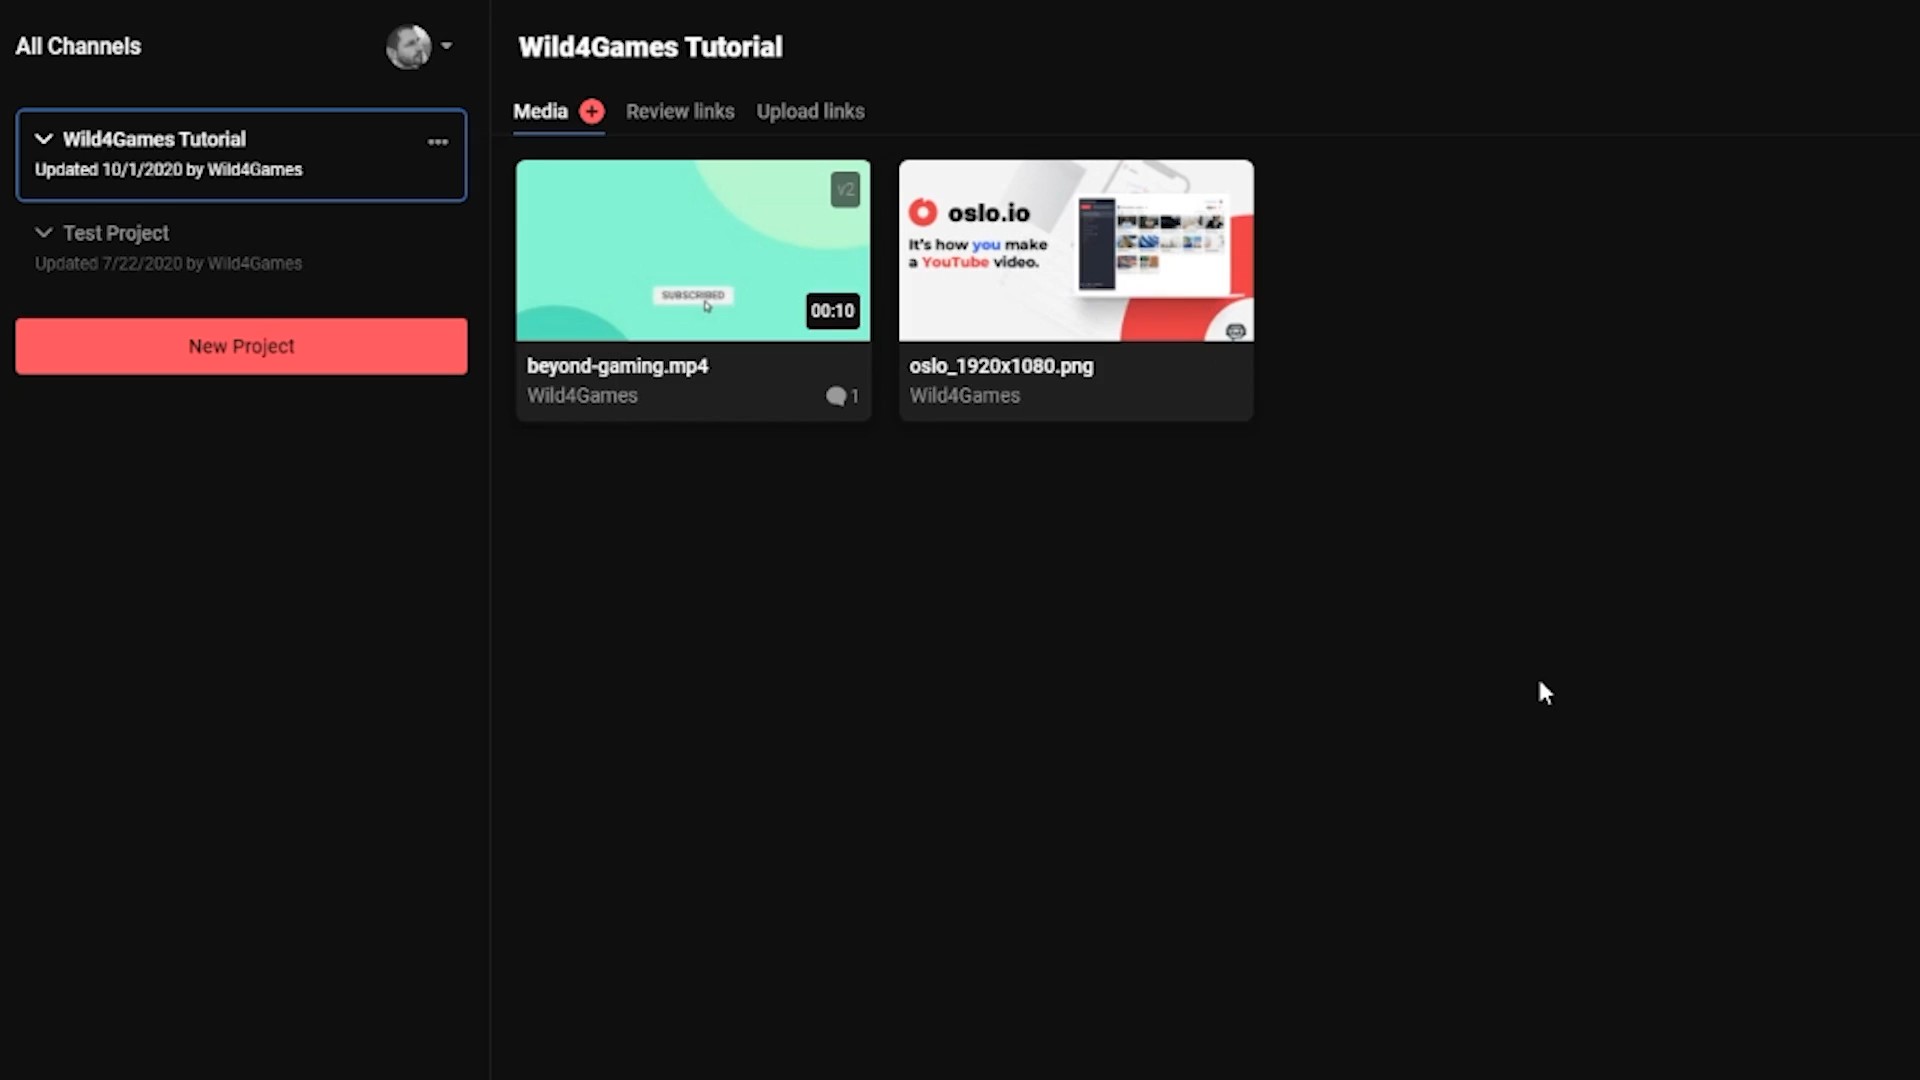 All Channels
Wild4Games Tutorial
Updated 10/1/2020 by Wild4Games
Test Project
Updated 7/22/2020 by Wild4Games
New Project
Wild4Games Tutorial
Media
Review links
Upload links
v2
SUBSCRIBED
00:10
beyond-gaming.mp4
Wild4Games
1
oslo.io
It's how you make
a YouTube video.
oslo_1920x1080.png
Wild4Games